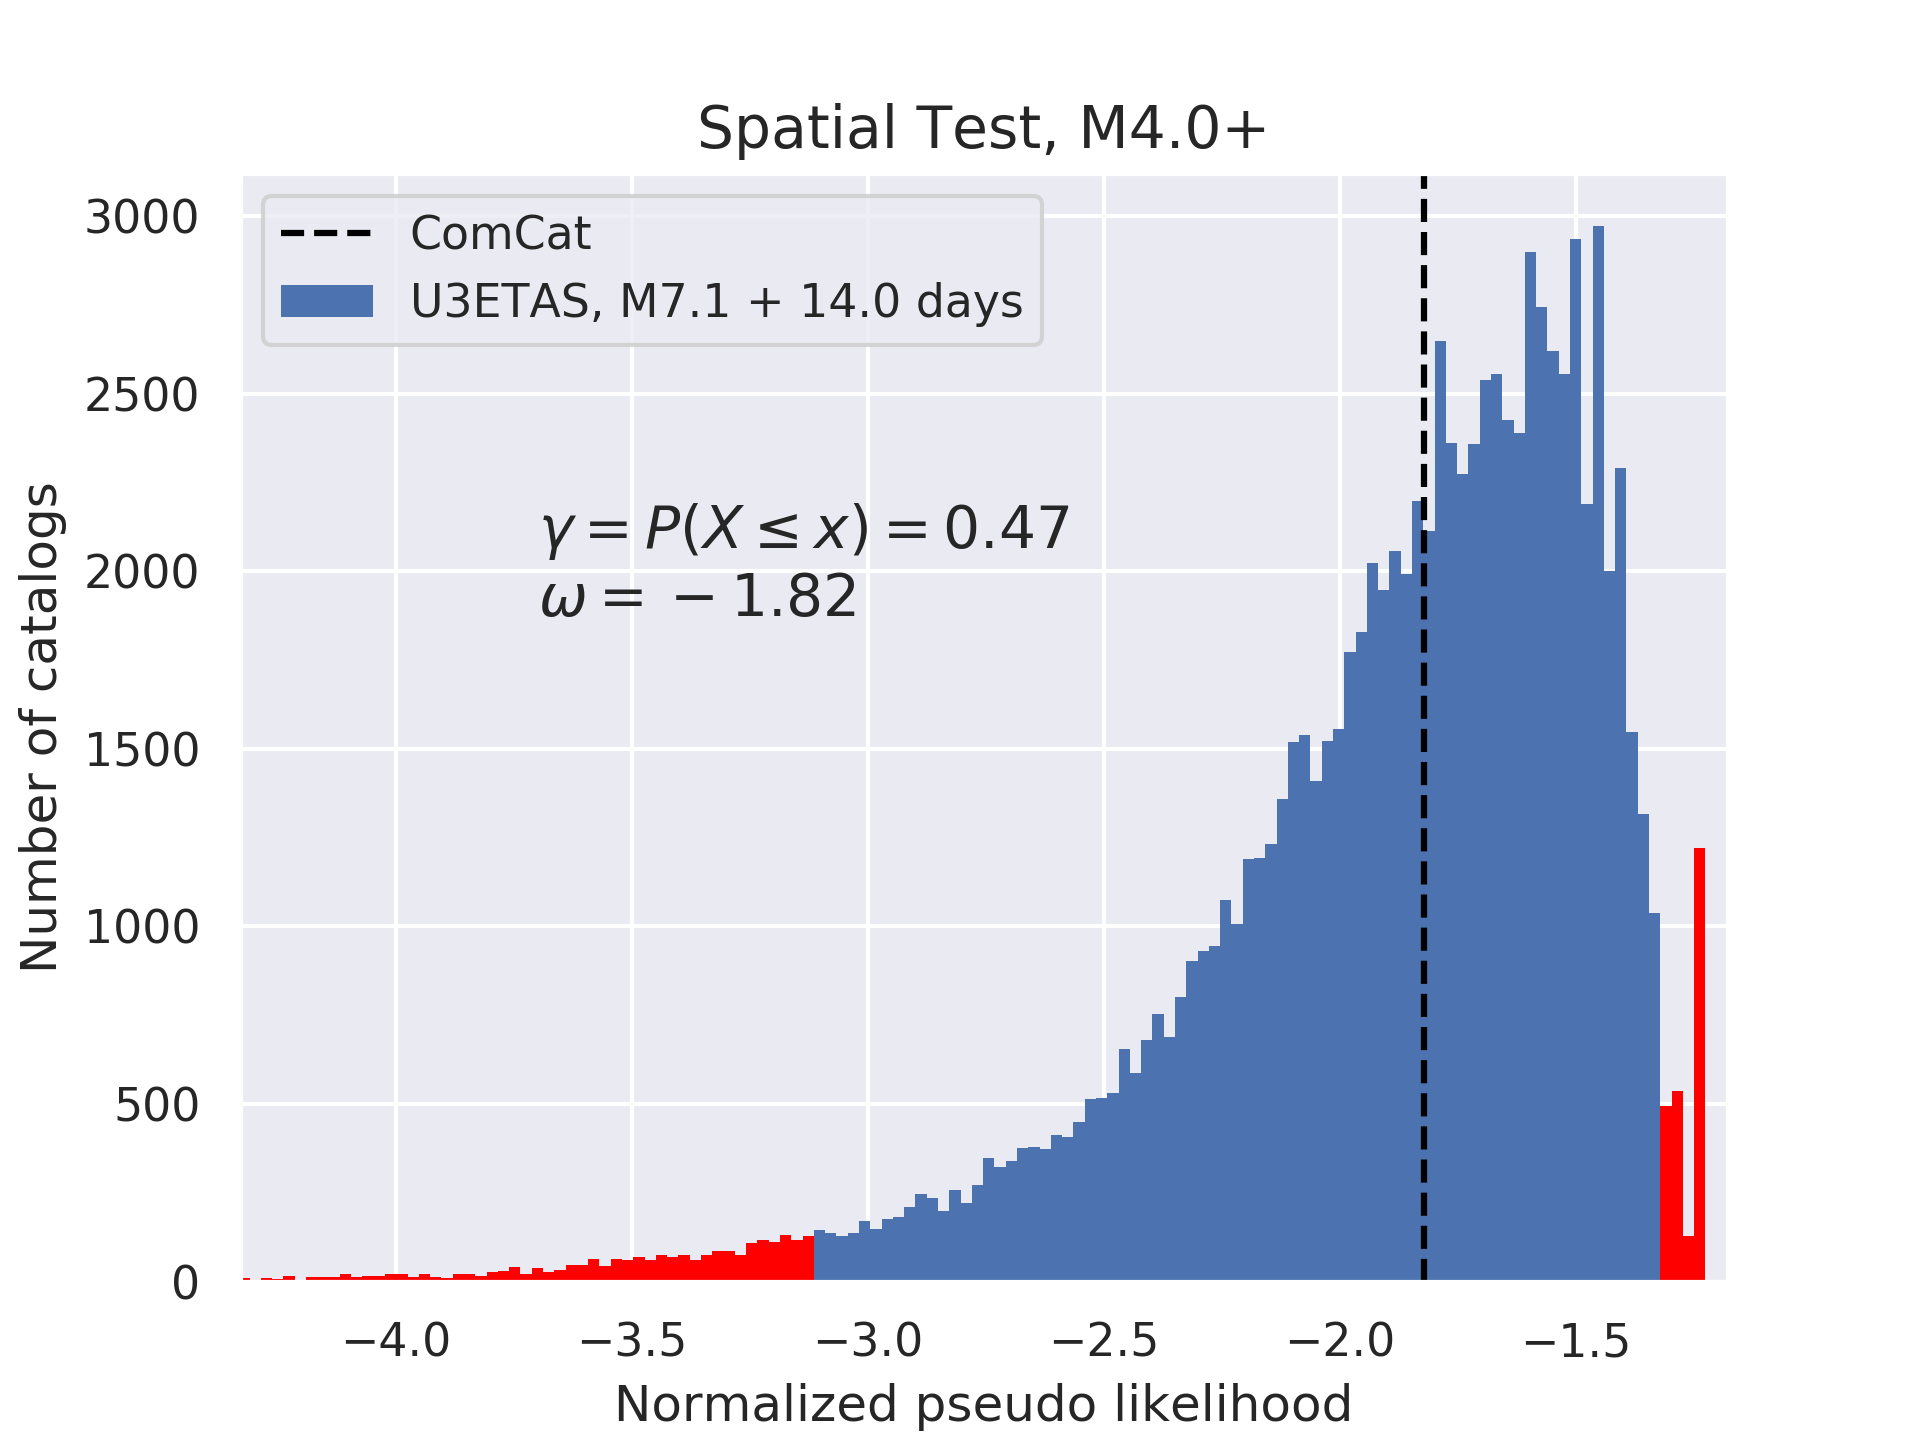 Spatial Test, M4.0+
ComCat
U3ETAS, M7.1 + 14.0 days
γ = P(X ≤ x) = 0.47
ω = −1.82
Number of catalogs
3000
2500
2000
1500
1000
500
0
−4.0 −3.5 −3.0 −2.5 −2.0 −1.5
Normalized pseudo likelihood